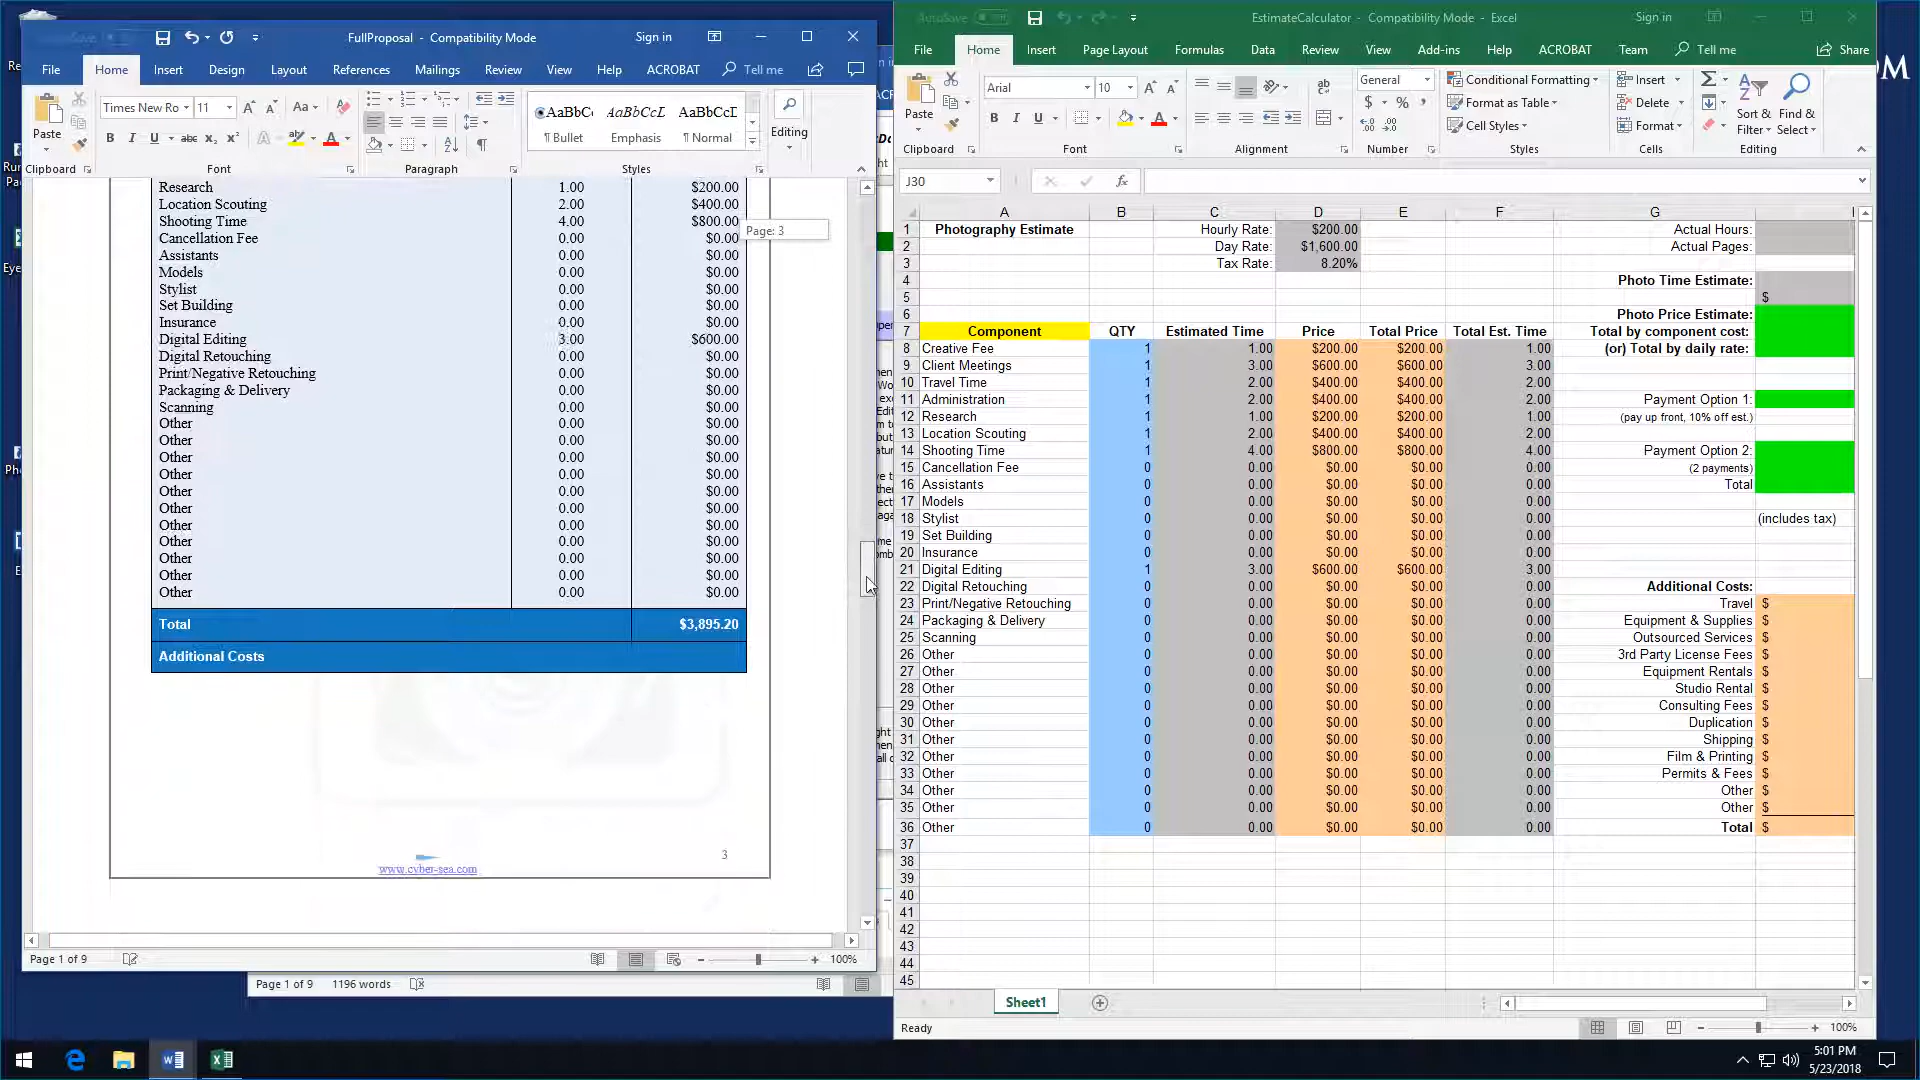 FullProposal - Compatibility Mode
Sign in
File Home Insert Design Layout References Mailings Review View Help ACROBAT Tell me
Paste
Times New Ro 11
Aa
B I U abc x₂ x²
AaBbCc AaBbCcD AaBbCcD
¶ Bullet Emphasis ¶ Normal
Editing
Clipboard Font Paragraph Styles
Research 1.00 $200.00
Location Scouting 2.00 $400.00
Shooting Time 4.00 $800.00
Page: 3
Cancellation Fee 0.00 $0.00
Assistants 0.00 $0.00
Models 0.00 $0.00
Stylist 0.00 $0.00
Set Building 0.00 $0.00
Insurance 0.00 $0.00
Digital Editing 3.00 $600.00
Digital Retouching 0.00 $0.00
Print/Negative Retouching 0.00 $0.00
Packaging & Delivery 0.00 $0.00
Scanning 0.00 $0.00
Other 0.00 $0.00
Other 0.00 $0.00
Other 0.00 $0.00
Other 0.00 $0.00
Other 0.00 $0.00
Other 0.00 $0.00
Other 0.00 $0.00
Other 0.00 $0.00
Other 0.00 $0.00
Other 0.00 $0.00
Other 0.00 $0.00
Total $3,895.20
Additional Costs
3
www.cyber-sea.com
Page 1 of 9
100%
Page 1 of 9 1196 words
AutoSave
EstimateCalculator - Compatibility Mode - Excel
Sign in
File Home Insert Page Layout Formulas Data Review View Add-ins Help ACROBAT Team Tell me Share
Paste
Arial 10
B I U
General
$ % ,
Conditional Formatting
Format as Table
Cell Styles
Insert
Delete
Format
Sort & Filter
Find & Select
Clipboard Font Alignment Number Styles Cells Editing
J30
fx
A B C D E F G
1 Photography Estimate Hourly Rate: $200.00 Actual Hours:
2 Day Rate: $1,600.00 Actual Pages:
3 Tax Rate: 8.20%
4 Photo Time Estimate:
5 $
6 Photo Price Estimate:
7 Component QTY Estimated Time Price Total Price Total Est. Time Total by component cost:
8 Creative Fee 1 1.00 $200.00 $200.00 1.00 (or) Total by daily rate:
9 Client Meetings 1 3.00 $600.00 $600.00 3.00
10 Travel Time 1 2.00 $400.00 $400.00 2.00
11 Administration 1 2.00 $400.00 $400.00 2.00 Payment Option 1:
12 Research 1 1.00 $200.00 $200.00 1.00 (pay up front, 10% off est.)
13 Location Scouting 1 2.00 $400.00 $400.00 2.00
14 Shooting Time 1 4.00 $800.00 $800.00 4.00 Payment Option 2:
15 Cancellation Fee 0 0.00 $0.00 $0.00 0.00 (2 payments)
16 Assistants 0 0.00 $0.00 $0.00 0.00 Total
17 Models 0 0.00 $0.00 $0.00 0.00
18 Stylist 0 0.00 $0.00 $0.00 0.00 (includes tax)
19 Set Building 0 0.00 $0.00 $0.00 0.00
20 Insurance 0 0.00 $0.00 $0.00 0.00
21 Digital Editing 1 3.00 $600.00 $600.00 3.00
22 Digital Retouching 0 0.00 $0.00 $0.00 0.00 Additional Costs:
23 Print/Negative Retouching 0 0.00 $0.00 $0.00 0.00 Travel $
24 Packaging & Delivery 0 0.00 $0.00 $0.00 0.00 Equipment & Supplies $
25 Scanning 0 0.00 $0.00 $0.00 0.00 Outsourced Services $
26 Other 0 0.00 $0.00 $0.00 0.00 3rd Party License Fees $
27 Other 0 0.00 $0.00 $0.00 0.00 Equipment Rentals $
28 Other 0 0.00 $0.00 $0.00 0.00 Studio Rental $
29 Other 0 0.00 $0.00 $0.00 0.00 Consulting Fees $
30 Other 0 0.00 $0.00 $0.00 0.00 Duplication $
31 Other 0 0.00 $0.00 $0.00 0.00 Shipping $
32 Other 0 0.00 $0.00 $0.00 0.00 Film & Printing $
33 Other 0 0.00 $0.00 $0.00 0.00 Permits & Fees $
34 Other 0 0.00 $0.00 $0.00 0.00 Other $
35 Other 0 0.00 $0.00 $0.00 0.00 Other $
36 Other 0 0.00 $0.00 $0.00 0.00 Total $
37
38
39
40
41
42
43
44
45
Sheet1
Ready
100%
5:01 PM
5/23/2018